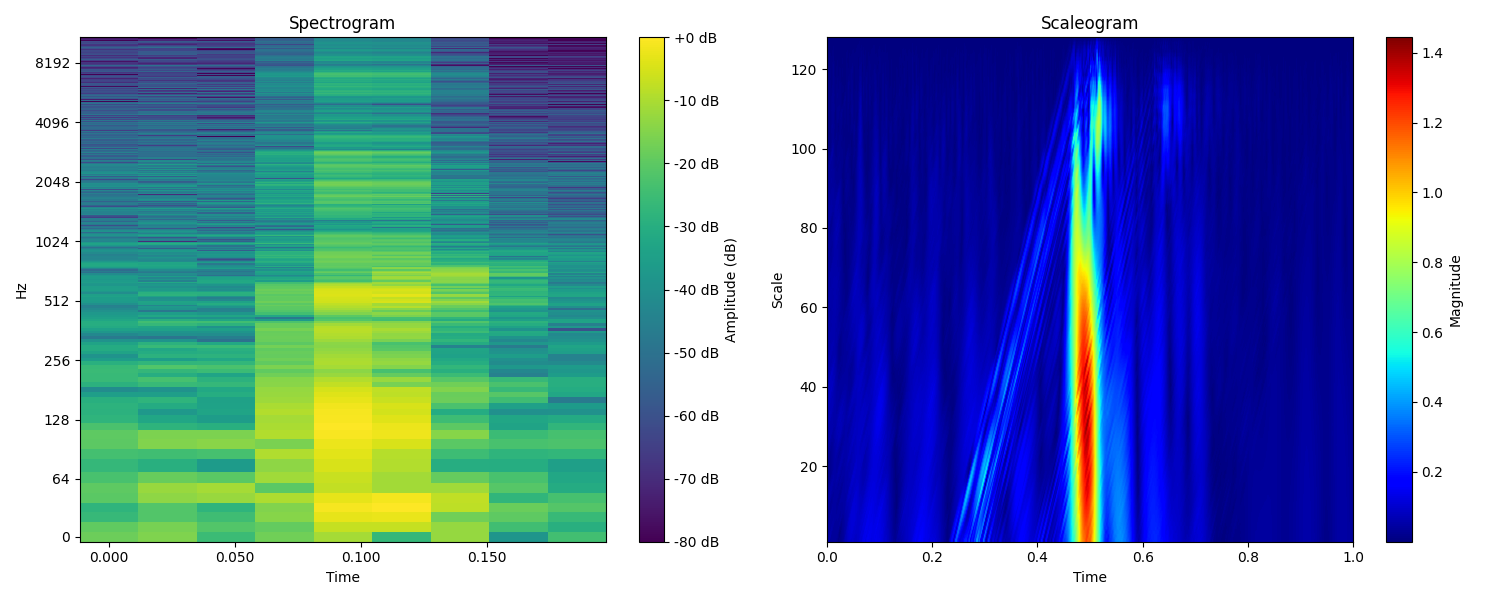 Spectrogram
8192
4096
2048
1024
512
256
128
64
0
Hz
0.000
0.050
0.100
0.150
Time
+0 dB
-10 dB
-20 dB
-30 dB
-40 dB
-50 dB
-60 dB
-70 dB
-80 dB
Amplitude (dB)
Scaleogram
120
100
80
60
40
20
Scale
0.0
0.2
0.4
0.6
0.8
1.0
Time
1.4
1.2
1.0
0.8
0.6
0.4
0.2
Magnitude